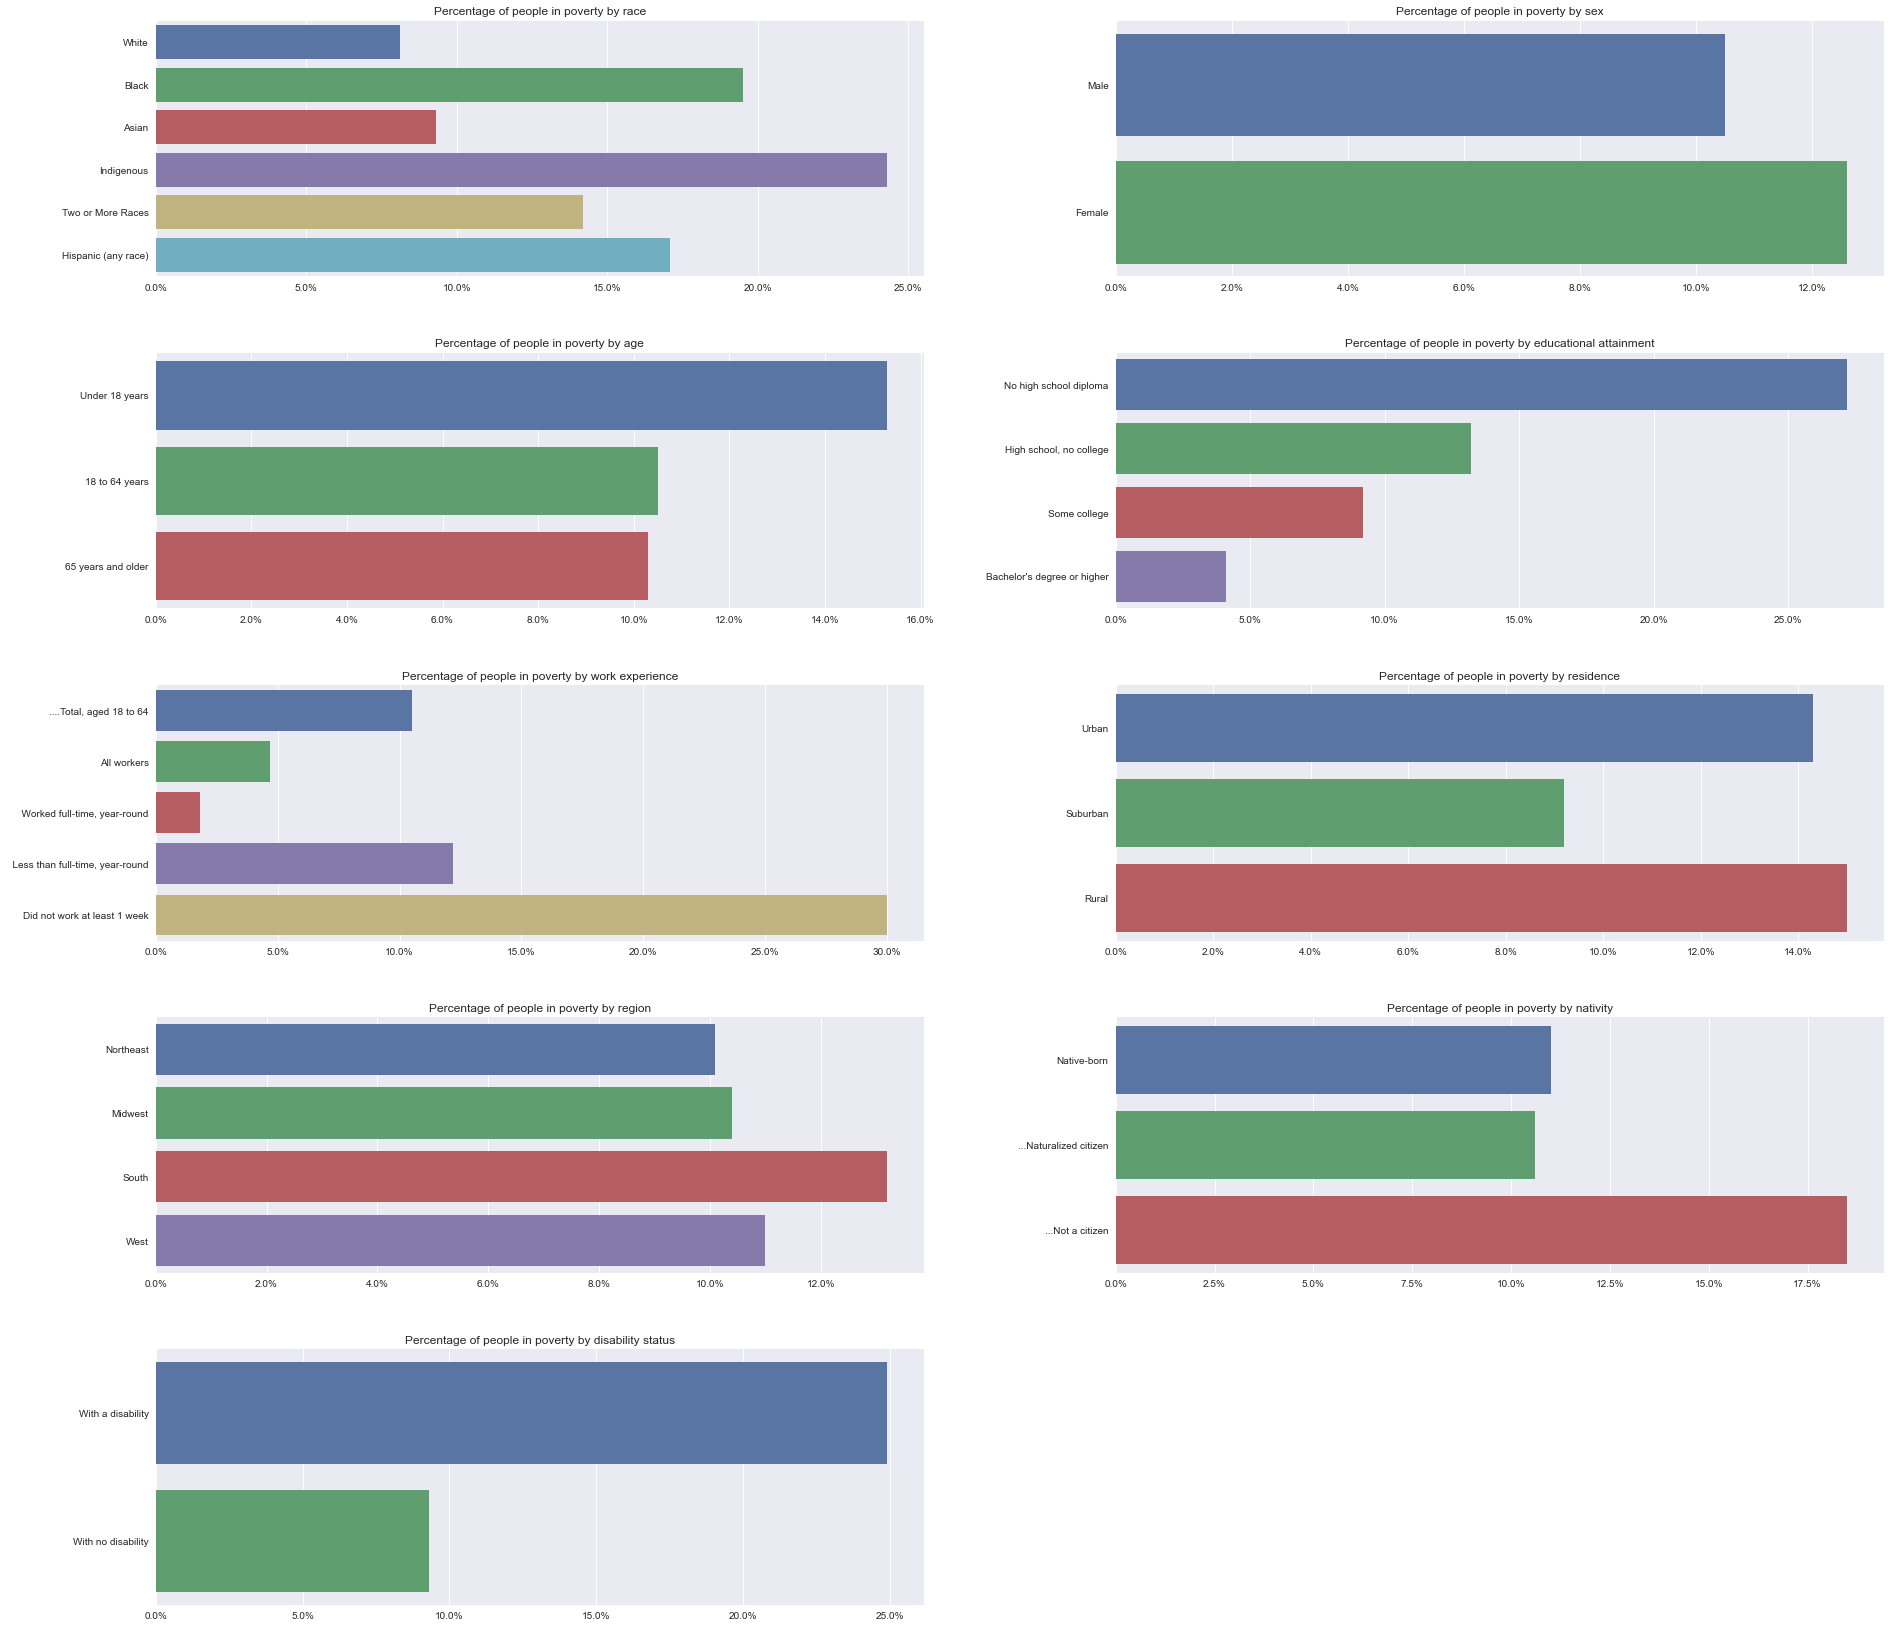 Percentage of people in poverty by race
White
Black
Asian
Indigenous
Two or More Races
Hispanic (any race)
0.0% 5.0% 10.0% 15.0% 20.0% 25.0%
Percentage of people in poverty by sex
Male
Female
0.0% 2.0% 4.0% 6.0% 8.0% 10.0% 12.0%
Percentage of people in poverty by age
Under 18 years
18 to 64 years
65 years and older
0.0% 2.0% 4.0% 6.0% 8.0% 10.0% 12.0% 14.0% 16.0%
Percentage of people in poverty by educational attainment
No high school diploma
High school, no college
Some college
Bachelor's degree or higher
0.0% 5.0% 10.0% 15.0% 20.0% 25.0%
Percentage of people in poverty by work experience
....Total, aged 18 to 64
All workers
Worked full-time, year-round
Less than full-time, year-round
Did not work at least 1 week
0.0% 5.0% 10.0% 15.0% 20.0% 25.0% 30.0%
Percentage of people in poverty by residence
Urban
Suburban
Rural
0.0% 2.0% 4.0% 6.0% 8.0% 10.0% 12.0% 14.0%
Percentage of people in poverty by region
Northeast
Midwest
South
West
0.0% 2.0% 4.0% 6.0% 8.0% 10.0% 12.0%
Percentage of people in poverty by nativity
Native-born
...Naturalized citizen
...Not a citizen
0.0% 2.5% 5.0% 7.5% 10.0% 12.5% 15.0% 17.5%
Percentage of people in poverty by disability status
With a disability
With no disability
0.0% 5.0% 10.0% 15.0% 20.0% 25.0%